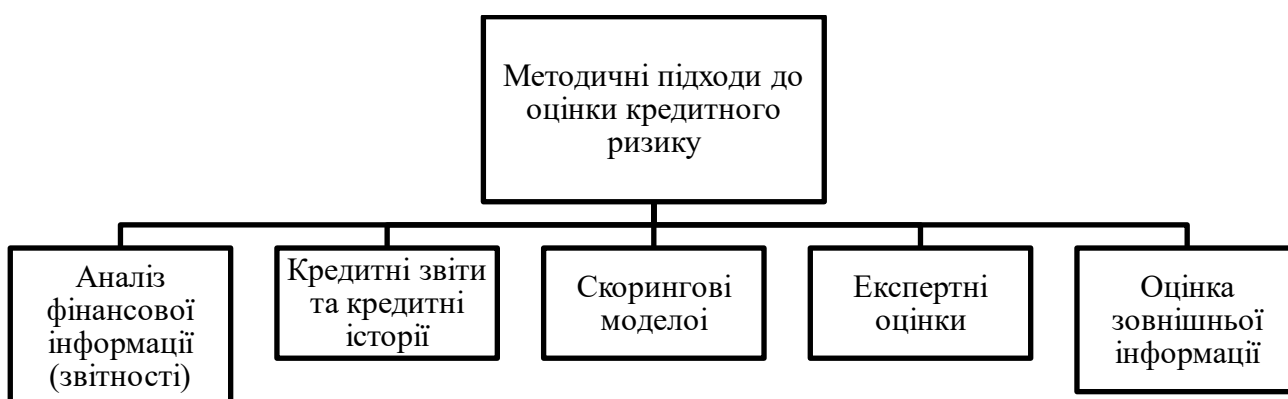 Методичні підходи до
оцінки кредитного
ризику
Аналіз
фінансової
інформації
(звітності)
Кредитні звіти
та кредитні
історії
Скорингові
моделоі
Експертні
оцінки
Оцінка
зовнішньої
інформації